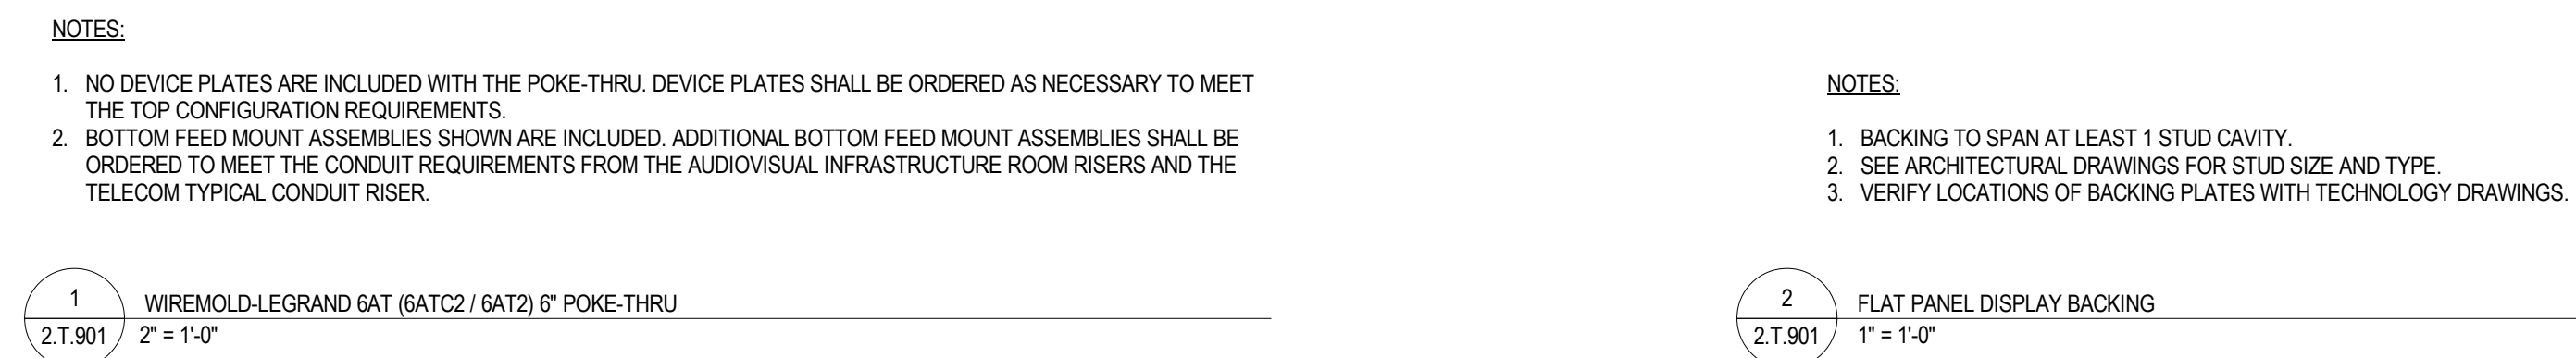 NOTES:
1. NO DEVICE PLATES ARE INCLUDED WITH THE POKE-THRU. DEVICE PLATES SHALL BE ORDERED AS NECESSARY TO MEET
THE TOP CONFIGURATION REQUIREMENTS.
2. BOTTOM FEED MOUNT ASSEMBLIES SHOWN ARE INCLUDED. ADDITIONAL BOTTOM FEED MOUNT ASSEMBLIES SHALL BE
ORDERED TO MEET THE CONDUIT REQUIREMENTS FROM THE AUDIOVISUAL INFRASTRUCTURE ROOM RISERS AND THE
TELECOM TYPICAL CONDUIT RISER.
1
WIREMOLD-LEGRAND 6AT (6ATC2 / 6AT2) 6" POKE-THRU
2.T.901
2" = 1'-0"
NOTES:
1. BACKING TO SPAN AT LEAST 1 STUD CAVITY.
2. SEE ARCHITECTURAL DRAWINGS FOR STUD SIZE AND TYPE.
3. VERIFY LOCATIONS OF BACKING PLATES WITH TECHNOLOGY DRAWINGS.
2
FLAT PANEL DISPLAY BACKING
2.T.901
1" = 1'-0"